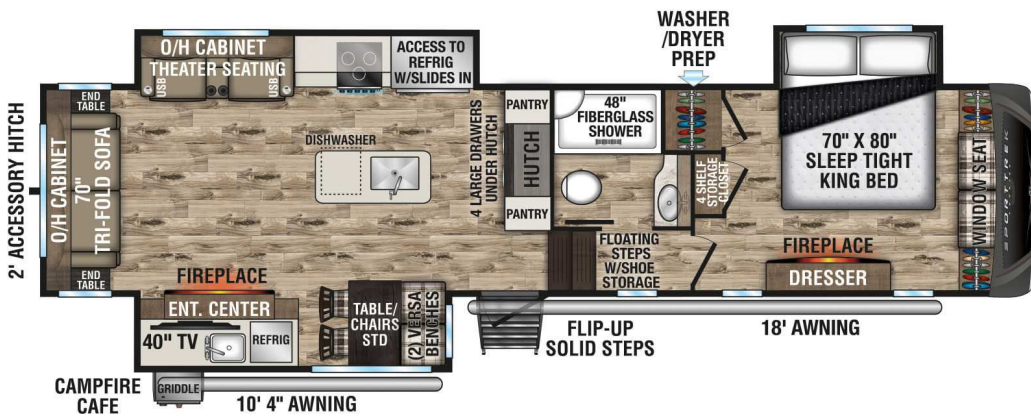 WASHER
/DRYER
PREP
O/H CABINET
THEATER SEATING
USB
USB
ACCESS TO
REFRIG
W/SLIDES IN
2' ACCESSORY HITCH
END
TABLE
O/H CABINET
70"
TRI-FOLD SOFA
END
TABLE
DISHWASHER
4 LARGE DRAWERS
UNDER HUTCH
PANTRY
HUTCH
PANTRY
48"
FIBERGLASS
SHOWER
4 SHELF
STORAGE
CLOSET
70" X 80"
SLEEP TIGHT
KING BED
WINDOW SEAT
SPORTTREK
FIREPLACE
ENT. CENTER
40" TV
REFRIG
TABLE/
CHAIRS
STD
(2) VERSA
BENCHES
FLOATING
STEPS
W/SHOE
STORAGE
FIREPLACE
DRESSER
FLIP-UP
SOLID STEPS
18' AWNING
CAMPFIRE
CAFE
GRIDDLE
10' 4" AWNING